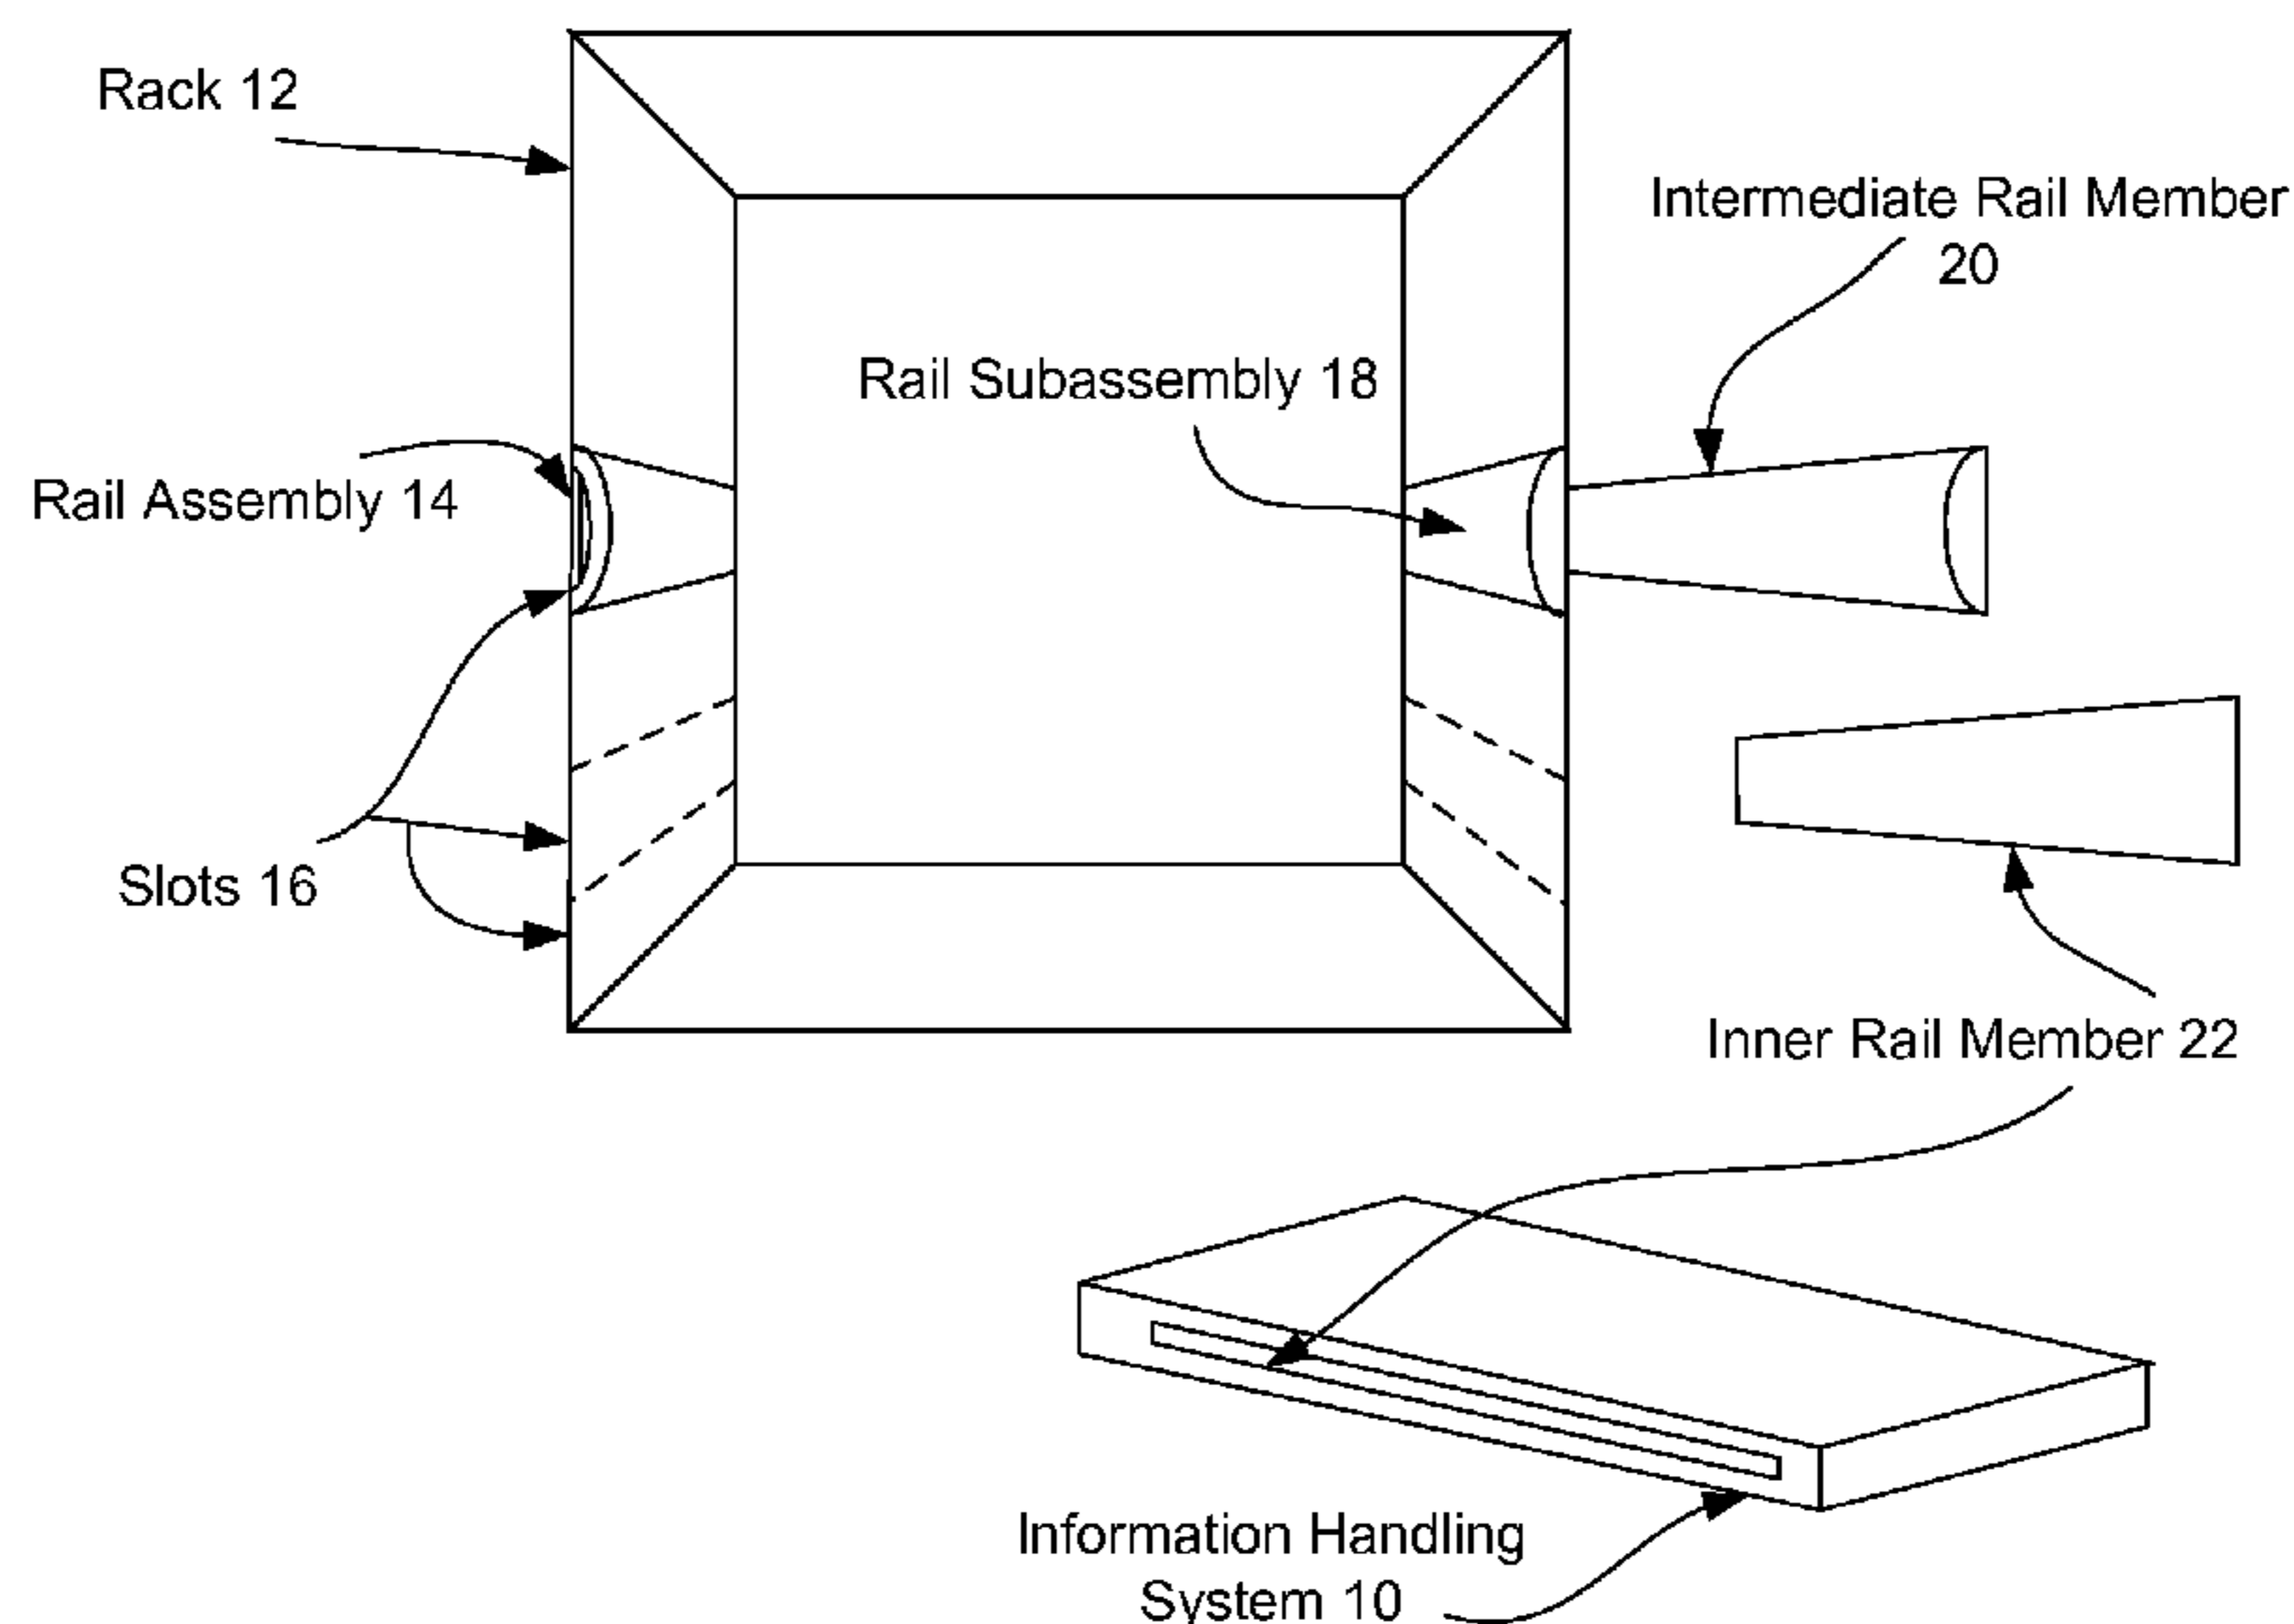 Rack 12
Intermediate Rail Member
20
Rail Subassembly 18
Rail Assembly 14
Slots 16
Inner Rail Member 22
Information Handling
System 10